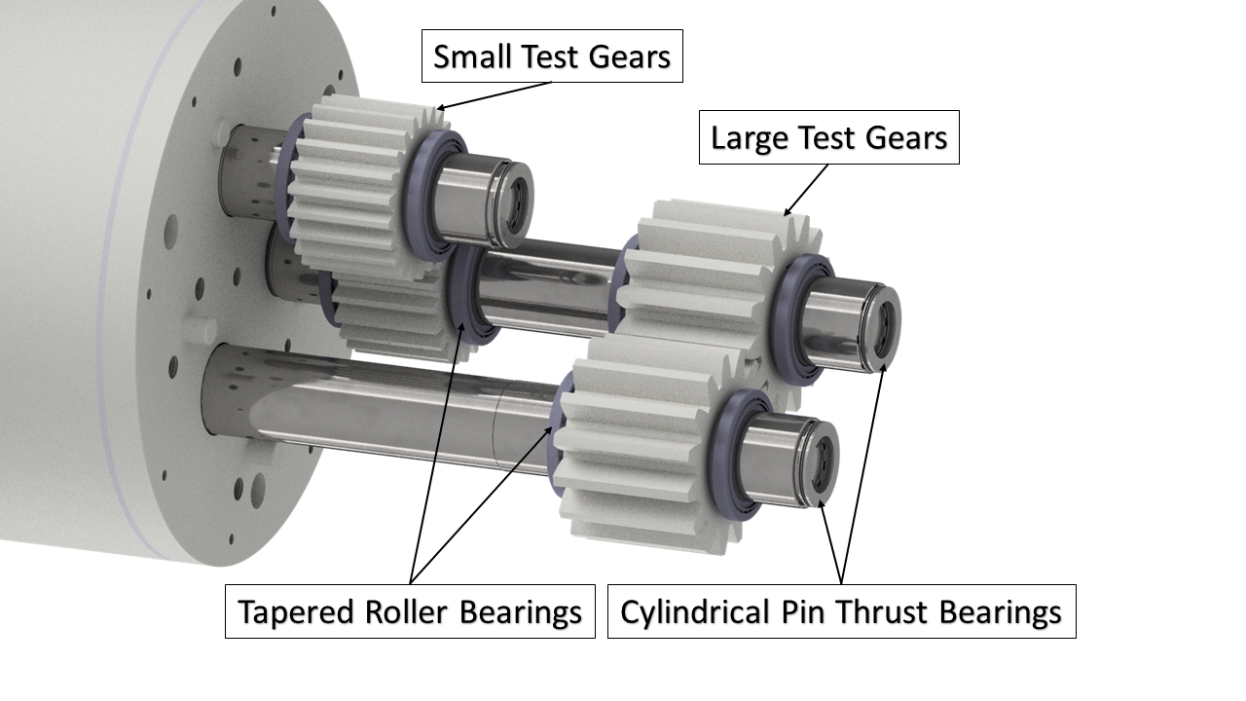 Small Test Gears
Large Test Gears
Tapered Roller Bearings
Cylindrical Pin Thrust Bearings